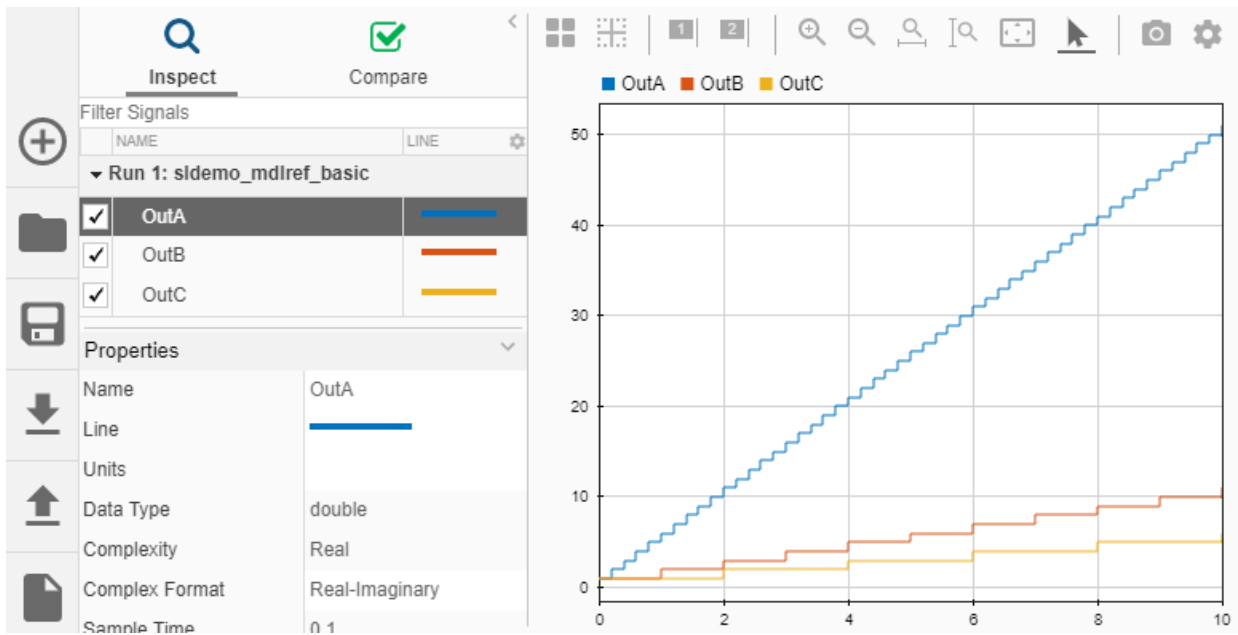 Inspect
Compare
Filter Signals
NAME LINE
Run 1: sldemo_mdlref_basic
OutA
OutB
OutC
Properties
Name OutA
Line
Units
Data Type double
Complexity Real
Complex Format Real-Imaginary
Sample Time 0.1
1 2
OutA OutB OutC
50
40
30
20
10
0
0 2 4 6 8 10